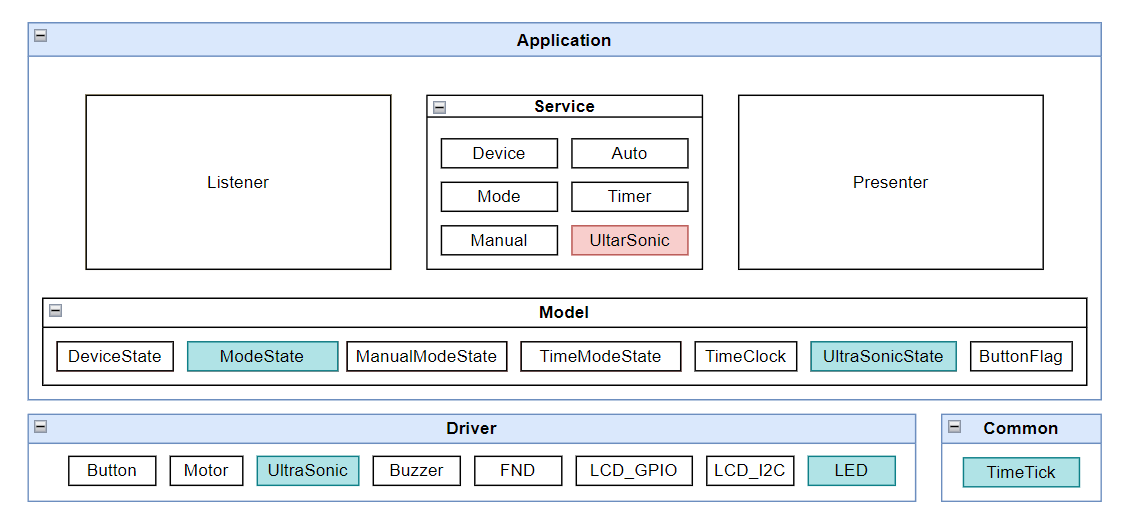 Application
Listener
Service
Device
Auto
Mode
Timer
Manual
UltarSonic
Presenter
Model
DeviceState
ModeState
ManualModeState
TimeModeState
TimeClock
UltraSonicState
ButtonFlag
Driver
Button
Motor
UltraSonic
Buzzer
FND
LCD_GPIO
LCD_I2C
LED
Common
TimeTick